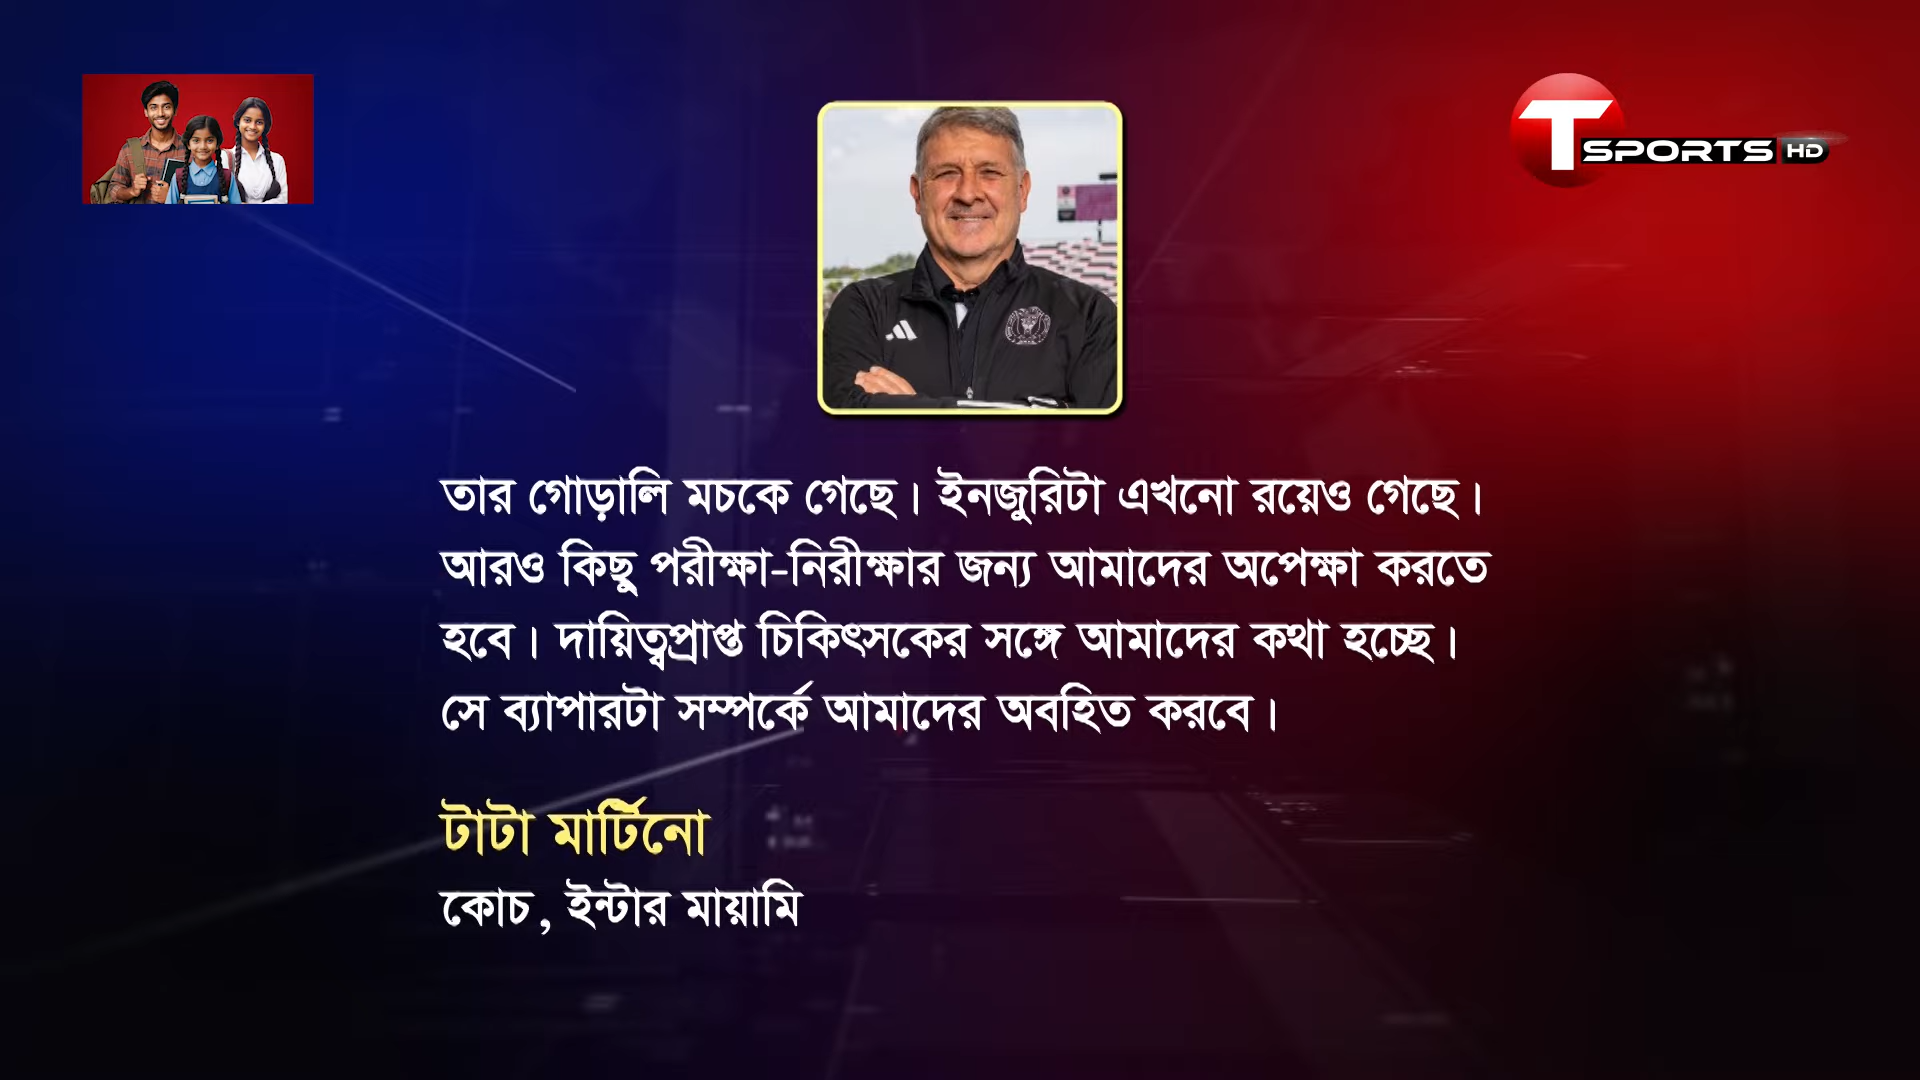 T SPORTS HD
তার গোড়ালি মচকে গেছে। ইনজুরিটা এখনো রয়েও গেছে।
আরও কিছু পরীক্ষা-নিরীক্ষার জন্য আমাদের অপেক্ষা করতে
হবে। দায়িত্বপ্রাপ্ত চিকিৎসকের সঙ্গে আমাদের কথা হচ্ছে।
সে ব্যাপারটা সম্পর্কে আমাদের অবহিত করবে।
টাটা মার্টিনো
কোচ, ইন্টার মায়ামি